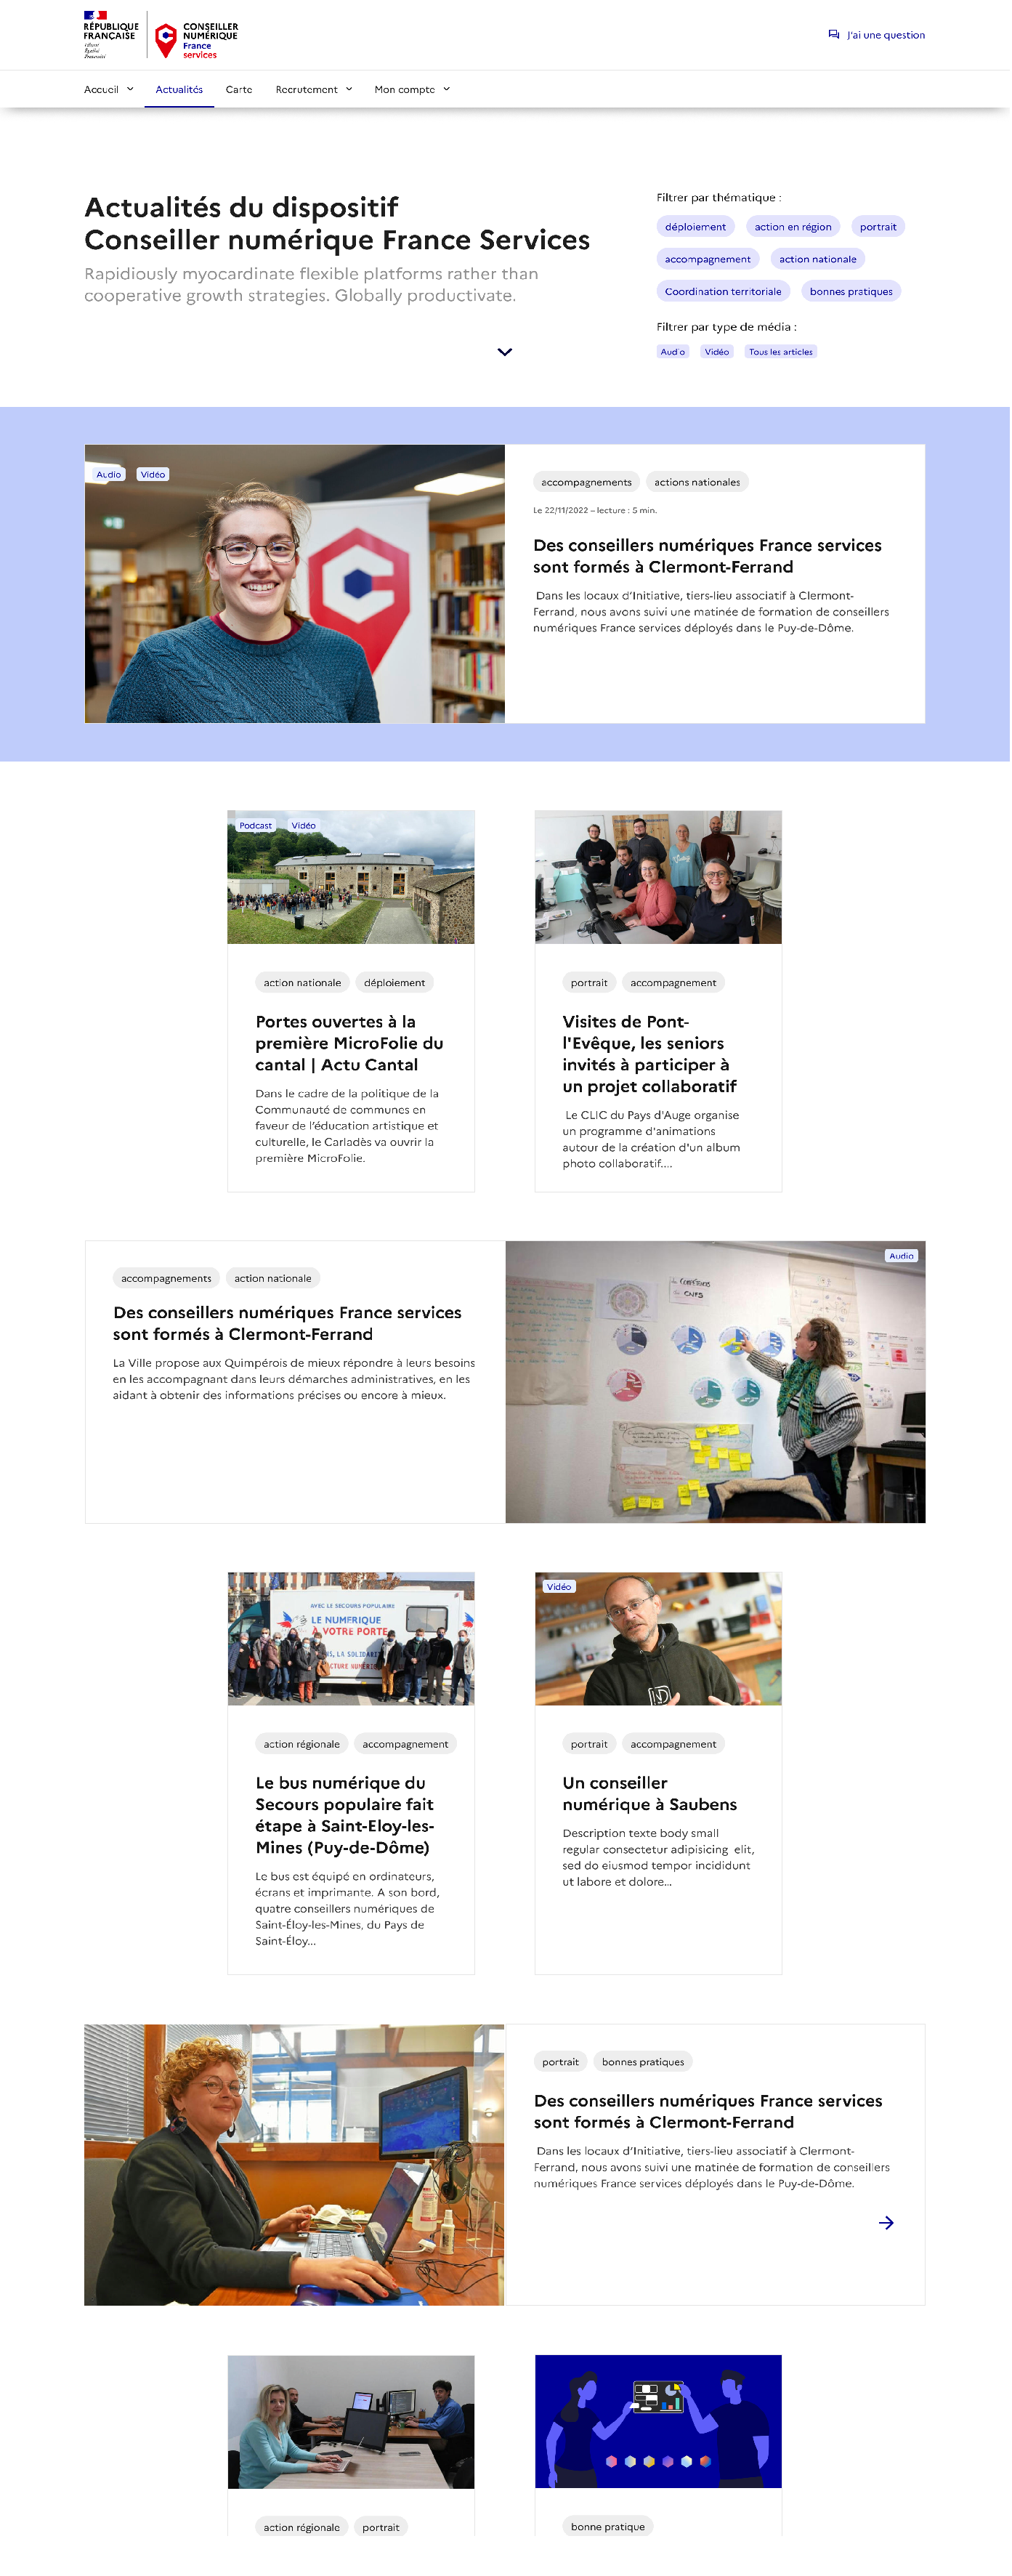 RÉPUBLIQUE
FRANÇAISE
Liberté
Égalité
Fraternité
CONSEILLER
NUMÉRIQUE
France
services
J'ai une question
Accueil
Actualités
Carte
Recrutement
Mon compte
Actualités du dispositif
Conseiller numérique France Services
Rapidiously myocardinate flexible platforms rather than
cooperative growth strategies. Globally productivate.
Filtrer par thématique :
déploiement action en région portrait
accompagnement action nationale
Coordination territoriale bonnes pratiques
Filtrer par type de média :
Audio Vidéo Tous les articles
Audio Vidéo
accompagnements actions nationales
Le 22/11/2022 – lecture : 5 min.
Des conseillers numériques France services
sont formés à Clermont-Ferrand
Dans les locaux d’Initiative, tiers-lieu associatif à Clermont-
Ferrand, nous avons suivi une matinée de formation de conseillers
numériques France services déployés dans le Puy-de-Dôme.
Podcast Vidéo
action nationale déploiement
Portes ouvertes à la
première MicroFolie du
cantal | Actu Cantal
Dans le cadre de la politique de la
Communauté de communes en
faveur de l’éducation artistique et
culturelle, le Carladès va ouvrir la
première MicroFolie.
portrait accompagnement
Visites de Pont-
l'Evêque, les seniors
invités à participer à
un projet collaboratif
Le CLIC du Pays d'Auge organise
un programme d'animations
autour de la création d'un album
photo collaboratif....
accompagnements action nationale
Des conseillers numériques France services
sont formés à Clermont-Ferrand
La Ville propose aux Quimpérois de mieux répondre à leurs besoins
en les accompagnant dans leurs démarches administratives, en les
aidant à obtenir des informations précises ou encore à mieux.
Audio
Compétences
CNFS
AVEC LE SECOURS POPULAIRE
LE NUMERIQUE
À VOTRE PORTE
LA SOLIDARITÉ
action régionale accompagnement
Le bus numérique du
Secours populaire fait
étape à Saint-Eloy-les-
Mines (Puy-de-Dôme)
Le bus est équipé en ordinateurs,
écrans et imprimante. A son bord,
quatre conseillers numériques de
Saint-Éloy-les-Mines, du Pays de
Saint-Éloy...
Vidéo
portrait accompagnement
Un conseiller
numérique à Saubens
Description texte body small
regular consectetur adipisicing elit,
sed do eiusmod tempor incididunt
ut labore et dolore...
portrait bonnes pratiques
Des conseillers numériques France services
sont formés à Clermont-Ferrand
Dans les locaux d’Initiative, tiers-lieu associatif à Clermont-
Ferrand, nous avons suivi une matinée de formation de conseillers
numériques France services déployés dans le Puy-de-Dôme.
action régionale portrait
bonne pratique